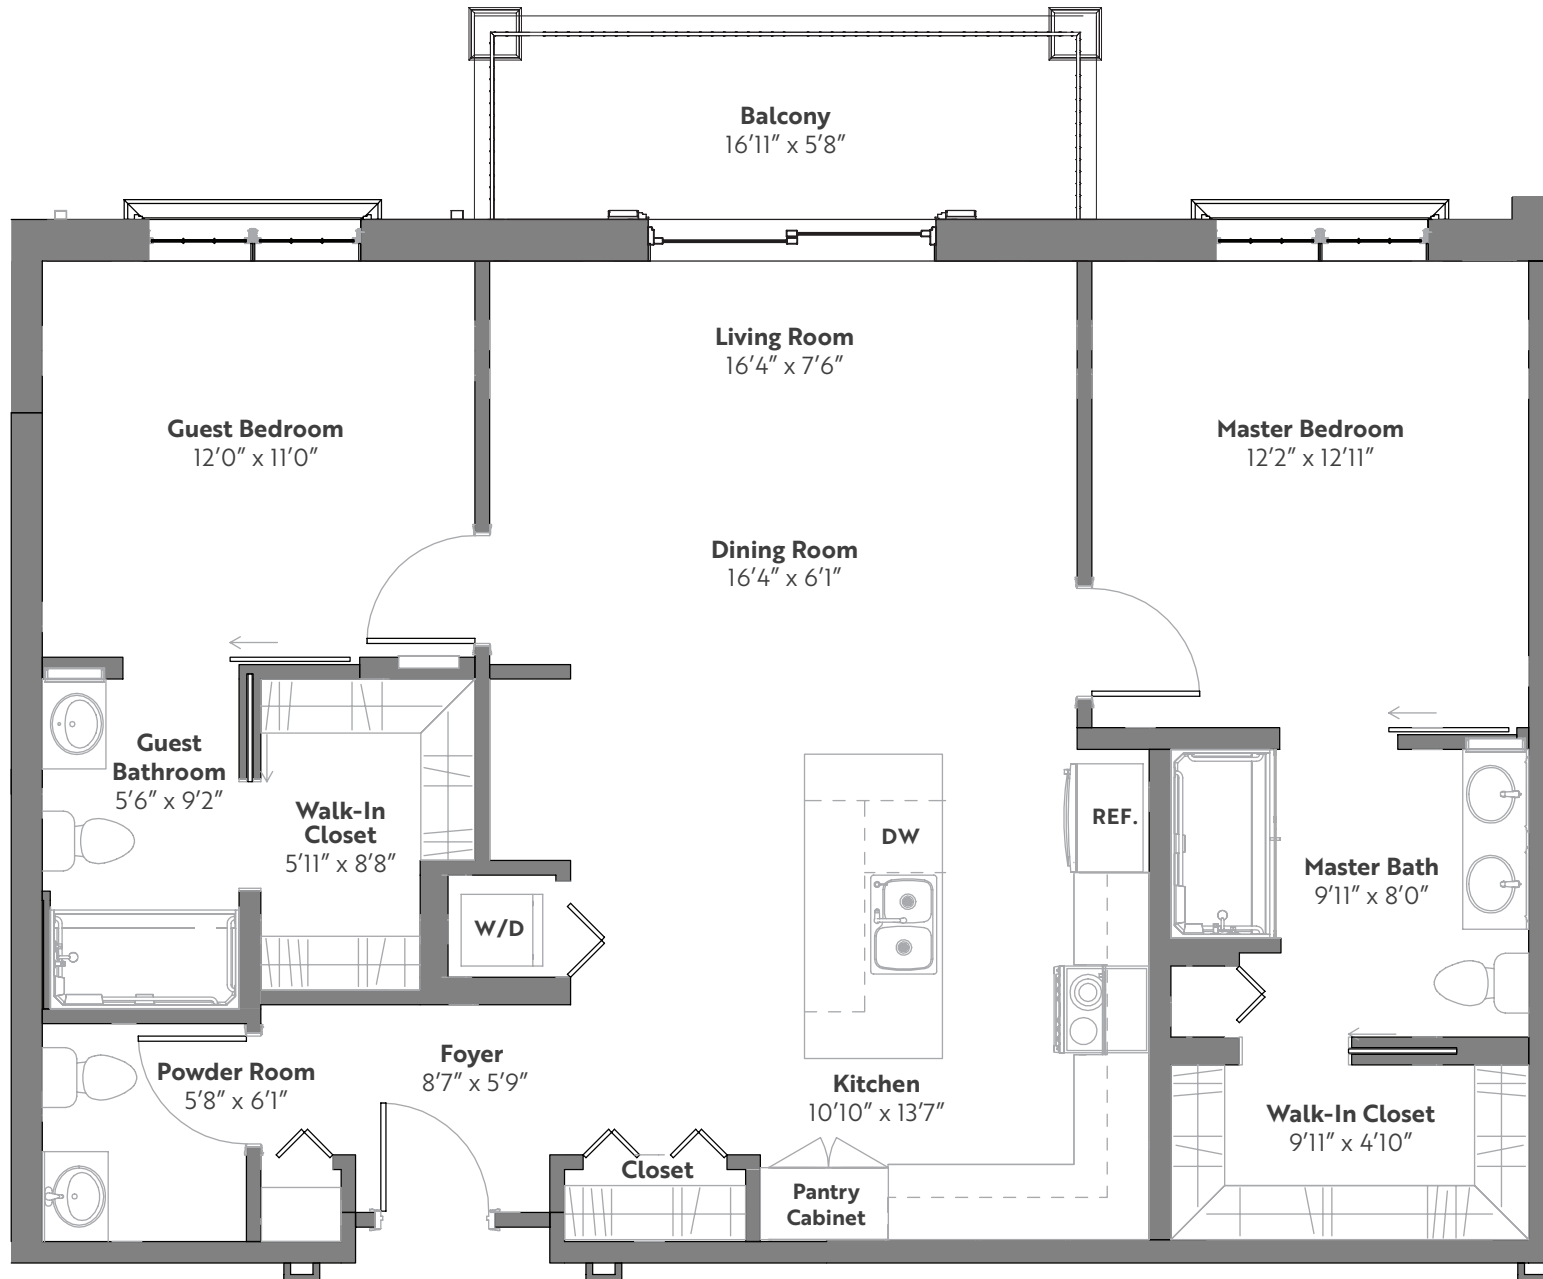 Balcony
16′11″ x 5′8″
Living Room
16′4″ x 7′6″
Guest Bedroom
12′0″ x 11′0″
Master Bedroom
12′2″ x 12′11″
Dining Room
16′4″ x 6′1″
Guest
Bathroom
5′6″ x 9′2″
Walk-In
Closet
5′11″ x 8′8″
DW
REF.
Master Bath
9′11″ x 8′0″
W/D
Foyer
8′7″ x 5′9″
Powder Room
5′8″ x 6′1″
Kitchen
10′10″ x 13′7″
Walk-In Closet
9′11″ x 4′10″
Closet
Pantry
Cabinet